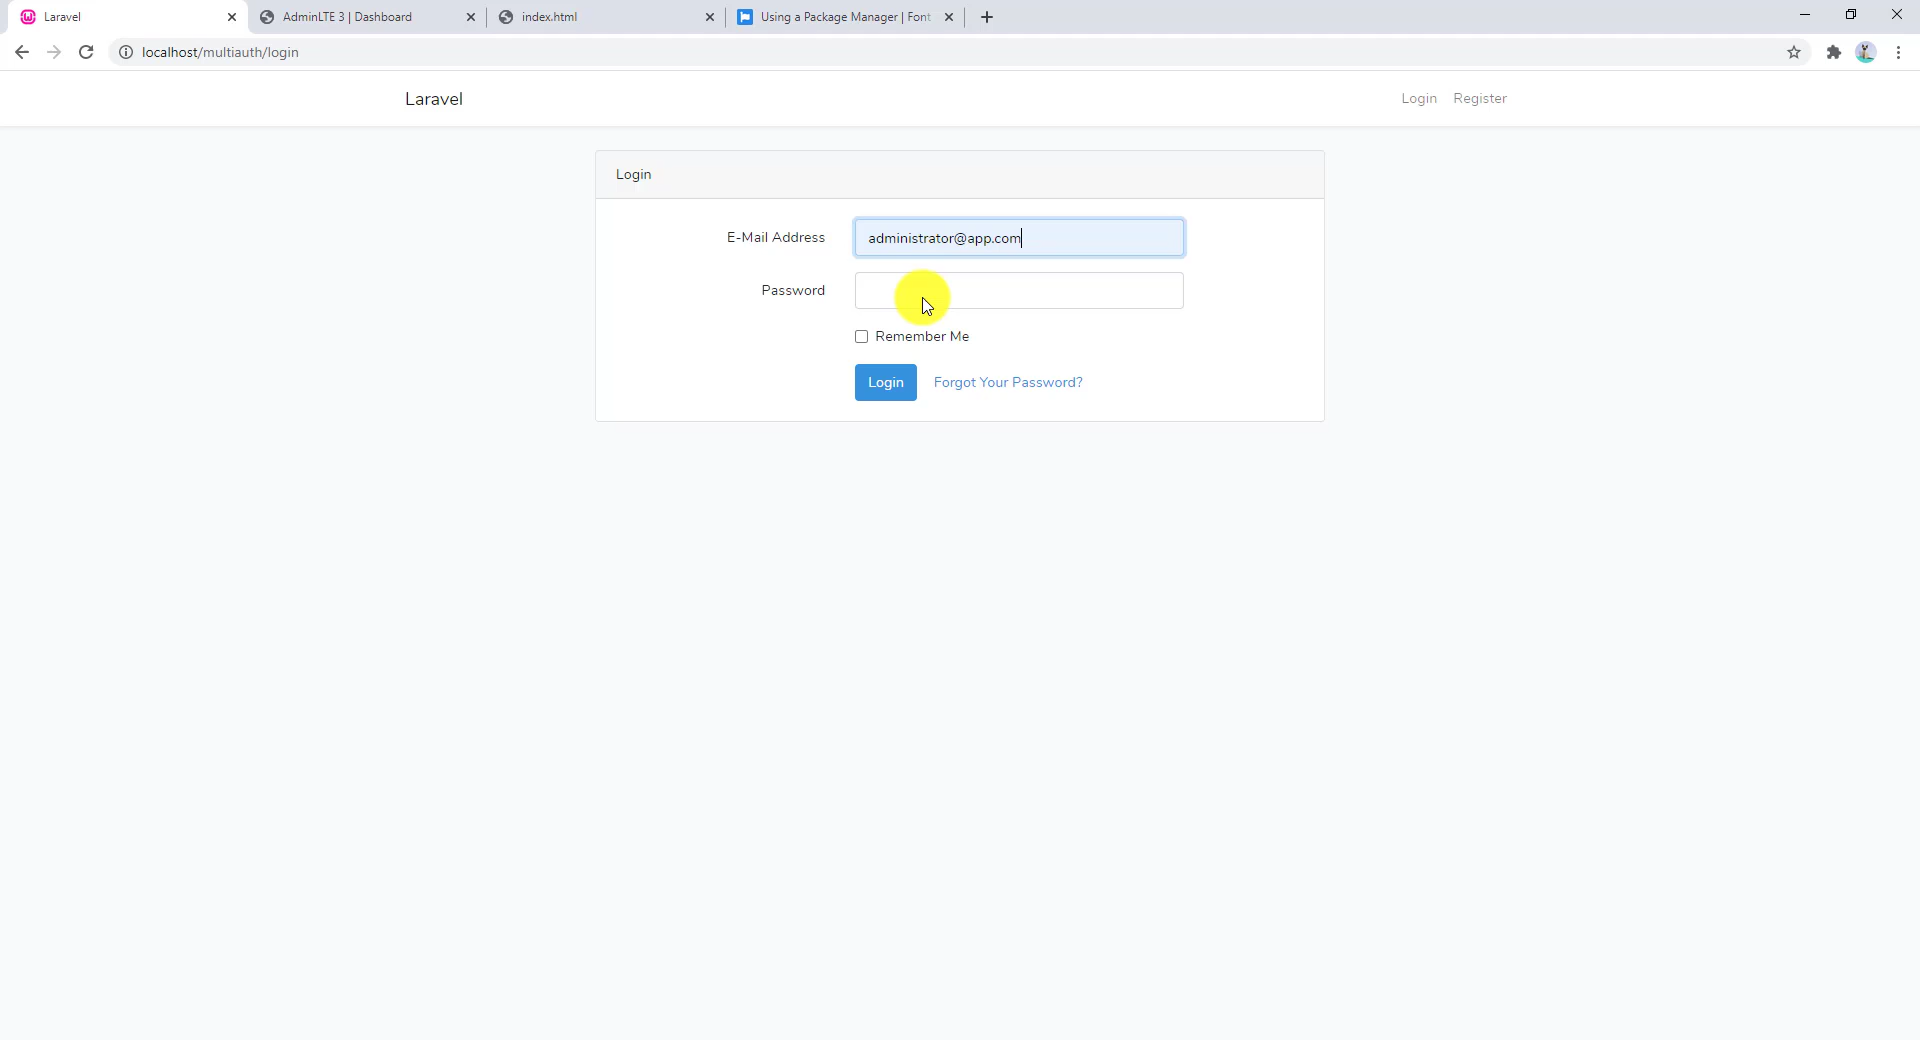 Laravel
AdminLTE 3 | Dashboard
index.html
Using a Package Manager | Font
localhost/multiauth/login
Laravel
Login Register
Login
E-Mail Address administrator@app.com
Password
Remember Me
Login Forgot Your Password?